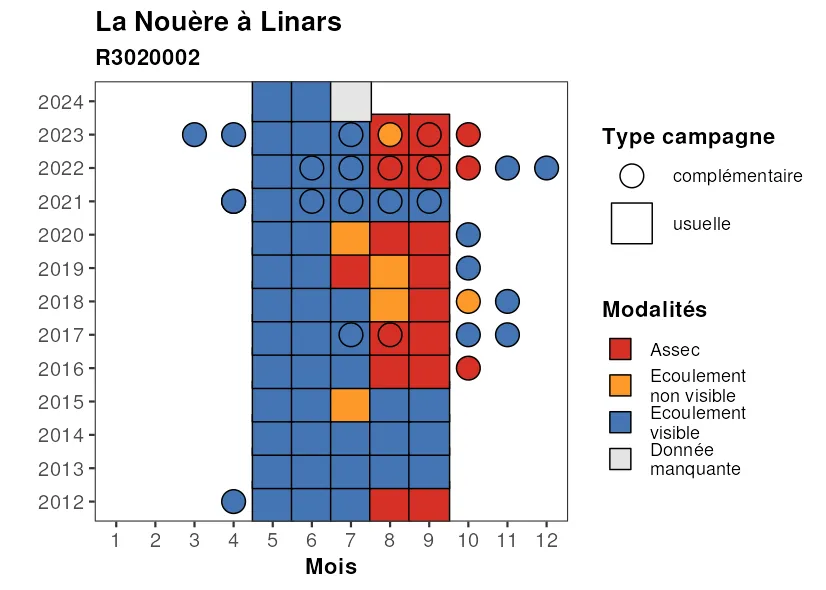 La Nouère à Linars
R3020002
2024
2023
2022
2021
2020
2019
2018
2017
2016
2015
2014
2013
2012
1 2 3 4 5 6 7 8 9 10 11 12
Mois
Type campagne
complémentaire
usuelle
Modalités
Assec
Ecoulement
non visible
Ecoulement
visible
Donnée
manquante